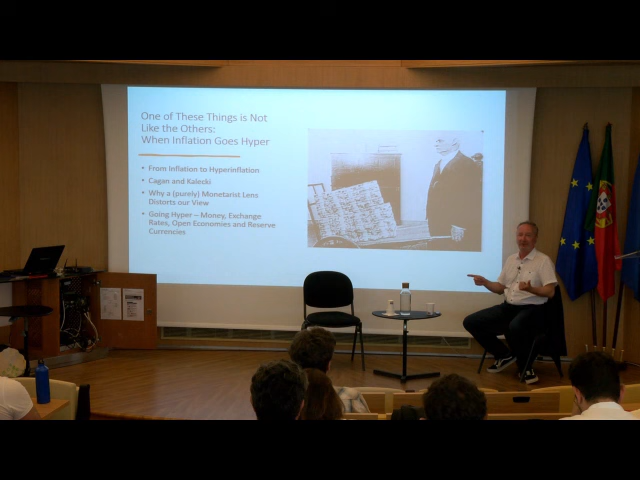 One of These Things is Not
Like the Others:
When Inflation Goes Hyper
• From Inflation to Hyperinflation
• Cagan and Kalecki
• Why a (purely) Monetarist Lens
Distorts our View
• Going Hyper – Money, Exchange
Rates, Open Economies and Reserve
Currencies